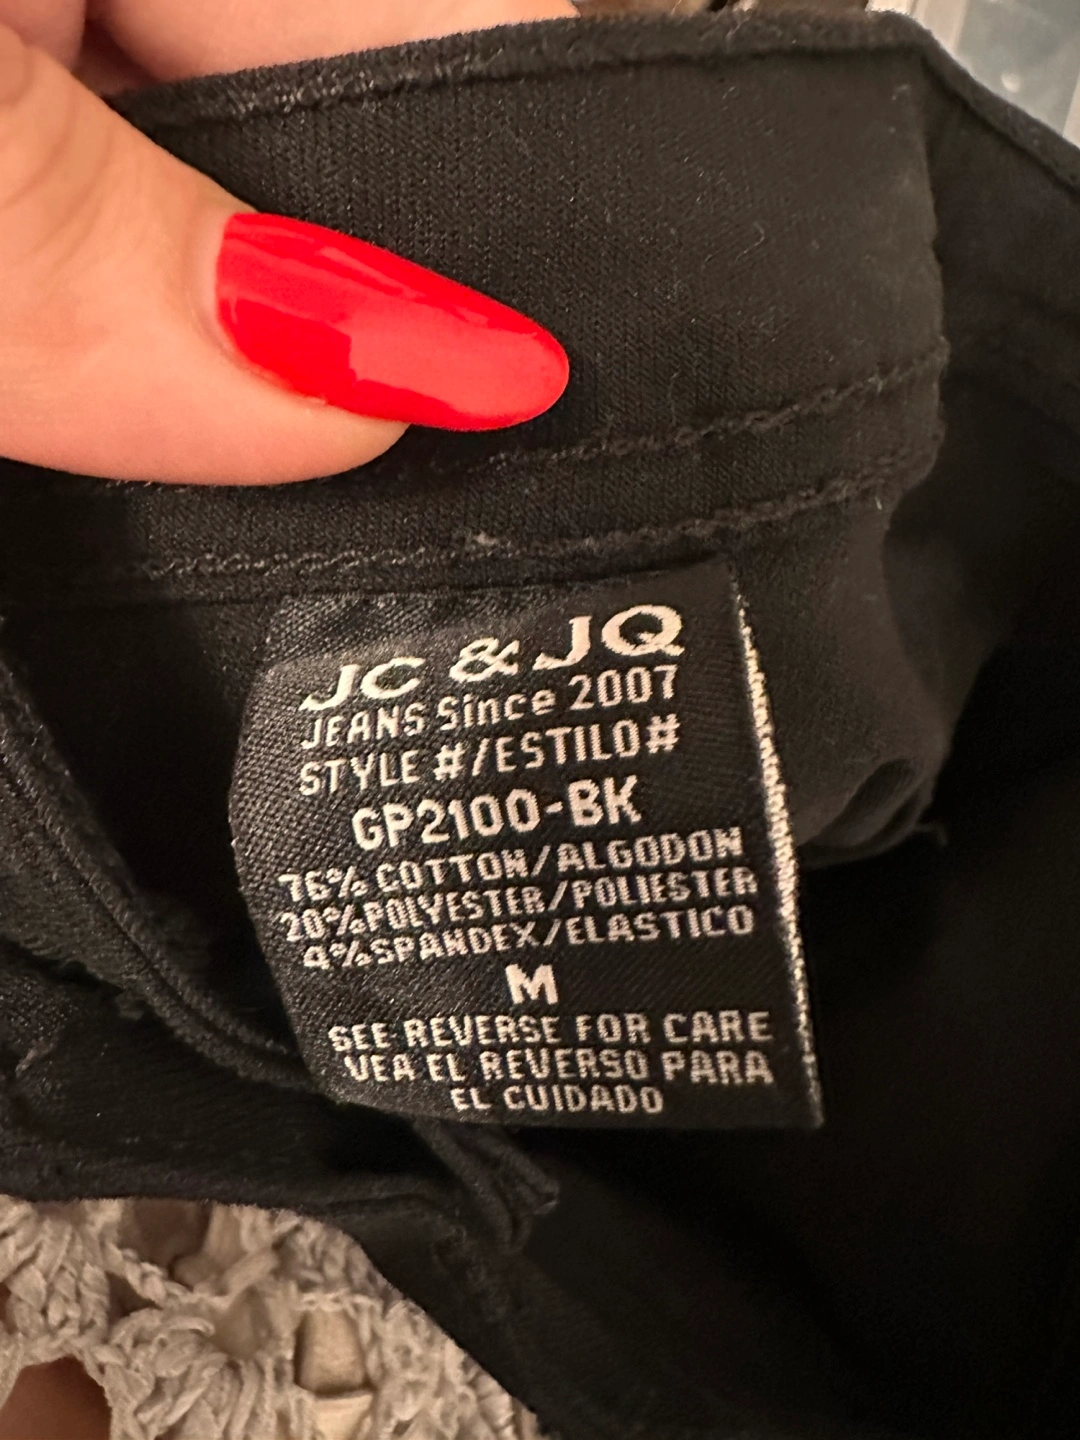 JC & JQ
JEANS Since 2007
STYLE #/ESTILO#
GP2100-BK
76% COTTON/ALGODON
20%POLYESTER/POLIESTER
4%SPANDEX/ELASTICO
M
SEE REVERSE FOR CARE
VEA EL REVERSO PARA
EL CUIDADO